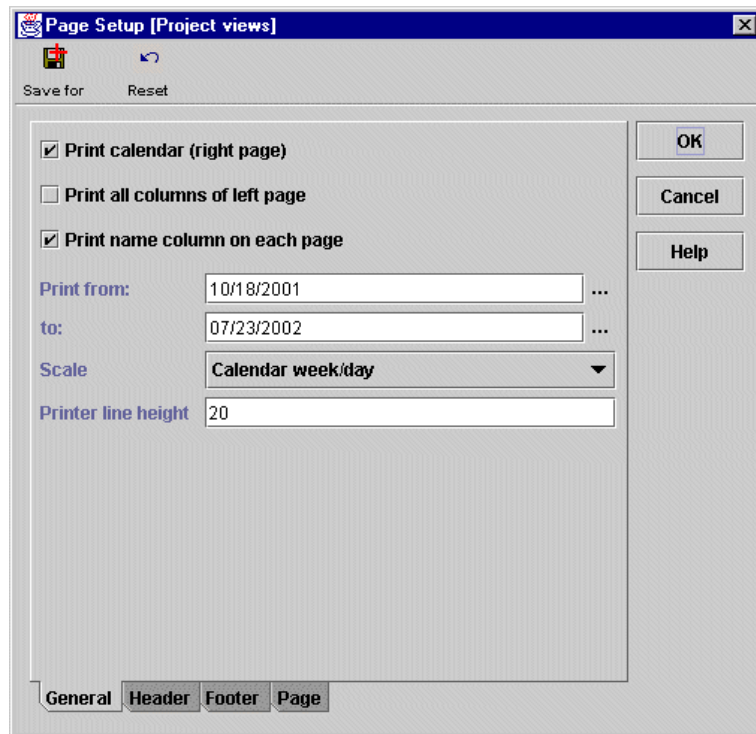 Page Setup [Project views]
Save for Reset
Print calendar (right page)
Print all columns of left page
Print name column on each page
Print from: 10/18/2001 ...
to: 07/23/2002 ...
Scale Calendar week/day
Printer line height 20
OK
Cancel
Help
General Header Footer Page